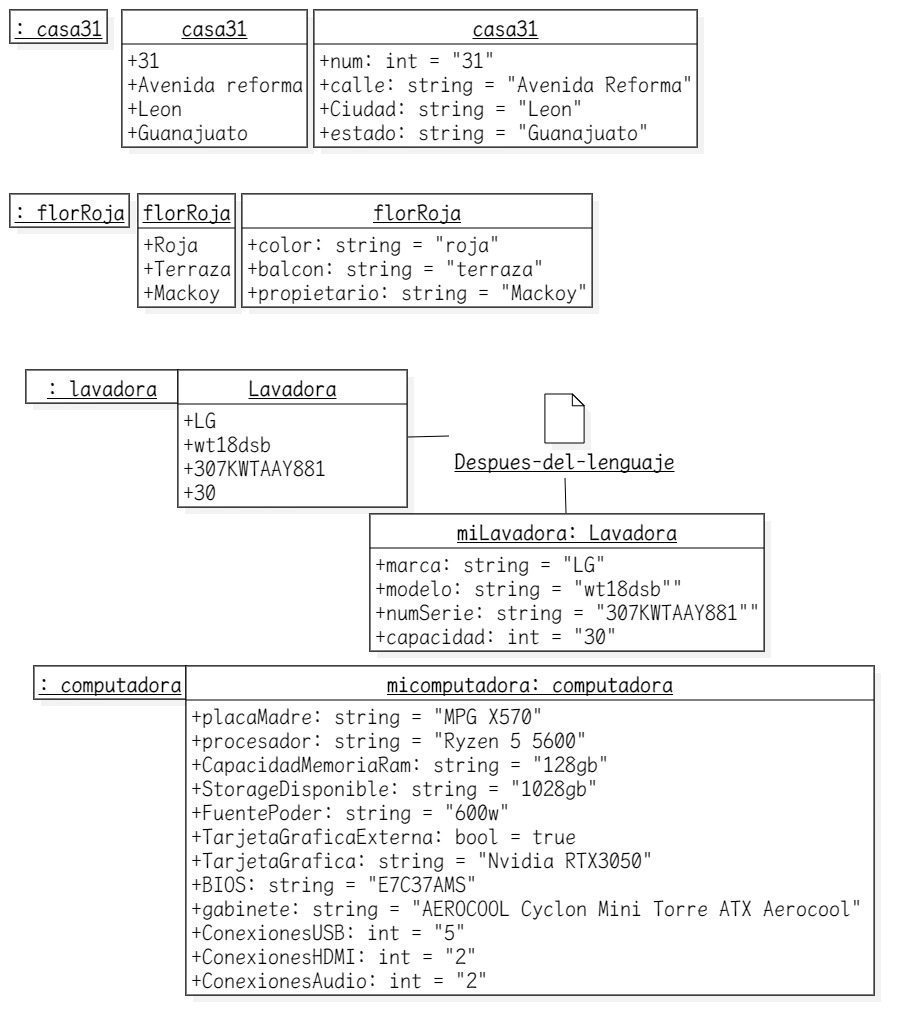 : casa31
casa31
+31
+Avenida reforma
+Leon
+Guanajuato
casa31
+num: int = "31"
+calle: string = "Avenida Reforma"
+Ciudad: string = "Leon"
+estado: string = "Guanajuato"
: florRoja
florRoja
+Roja
+Terraza
+Mackoy
florRoja
+color: string = "roja"
+balcon: string = "terraza"
+propietario: string = "Mackoy"
: lavadora
Lavadora
+LG
+wt18dsb
+307KWTAAY881
+30
Despues-del-lenguaje
miLavadora: Lavadora
+marca: string = "LG"
+modelo: string = "wt18dsb""
+numSerie: string = "307KWTAAY881""
+capacidad: int = "30"
: computadora
micomputadora: computadora
+placaMadre: string = "MPG X570"
+procesador: string = "Ryzen 5 5600"
+CapacidadMemoriaRam: string = "128gb"
+StorageDisponible: string = "1028gb"
+FuentePoder: string = "600w"
+TarjetaGraficaExterna: bool = true
+TarjetaGrafica: string = "Nvidia RTX3050"
+BIOS: string = "E7C37AMS"
+gabinete: string = "AEROCOOL Cyclon Mini Torre ATX Aerocool"
+ConexionesUSB: int = "5"
+ConexionesHDMI: int = "2"
+ConexionesAudio: int = "2"